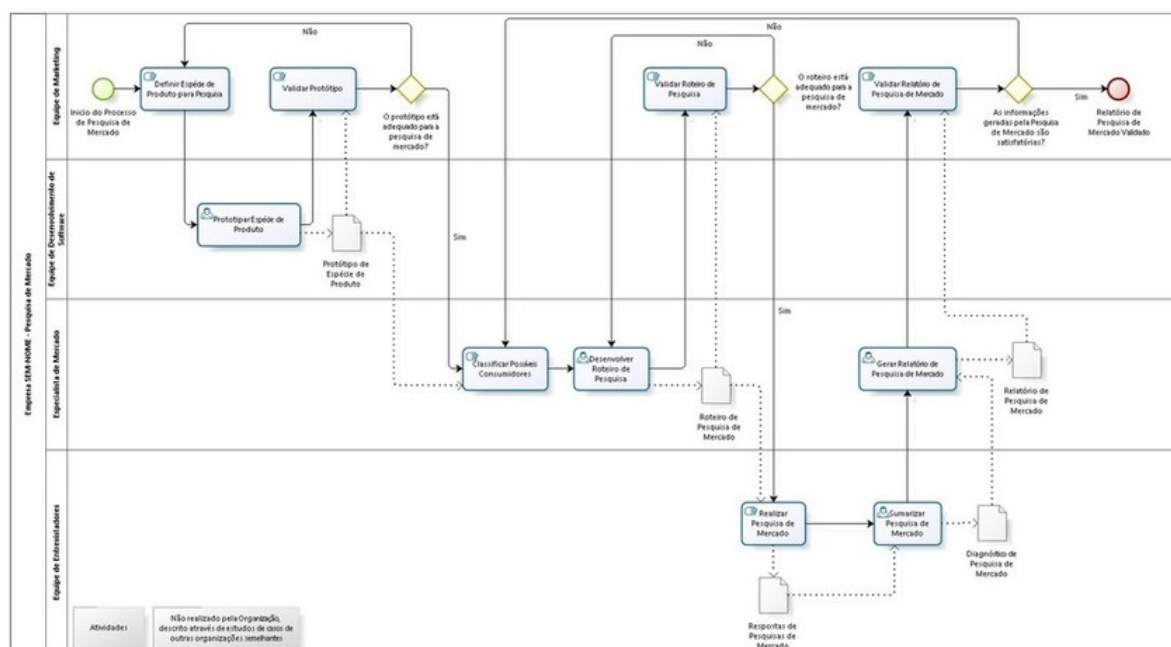 Empresa SEM-NOME - Pesquisa de Mercado
Equipe de Marketing
Início do Processo
de Pesquisa de
Mercado
Definir Espécie de
Produto para Pesquisa
Validar Protótipo
Não
O protótipo está
adequado para a
pesquisa de
mercado?
Sim
Validar Roteiro de
Pesquisa
Não
O roteiro está
adequado para a
pesquisa de
mercado?
Sim
Validar Relatório de
Pesquisa de Mercado
Não
As informações
geradas pela Pesquisa
de Mercado são
satisfatórias?
Sim
Relatório de
Pesquisa de
Mercado Validado
Equipe de Desenvolvimento de
Software
Prototipar Espécie de
Produto
Protótipo de
Espécie de
Produto
Especialista de Mercado
Classificar Possíveis
Consumidores
Desenvolver
Roteiro de
Pesquisa
Roteiro de
Pesquisa de
Mercado
Gerar Relatório de
Pesquisa de Mercado
Relatório de
Pesquisa de
Mercado
Equipe de Entrevistadores
Realizar
Pesquisa de
Mercado
Respostas de
Pesquisas de
Mercado
Sumarizar
Pesquisa de
Mercado
Diagnóstico de
Pesquisa de
Mercado
Atividades
Não realizado pela Organização,
descrito através de estudos de casos de
outras organizações semelhantes